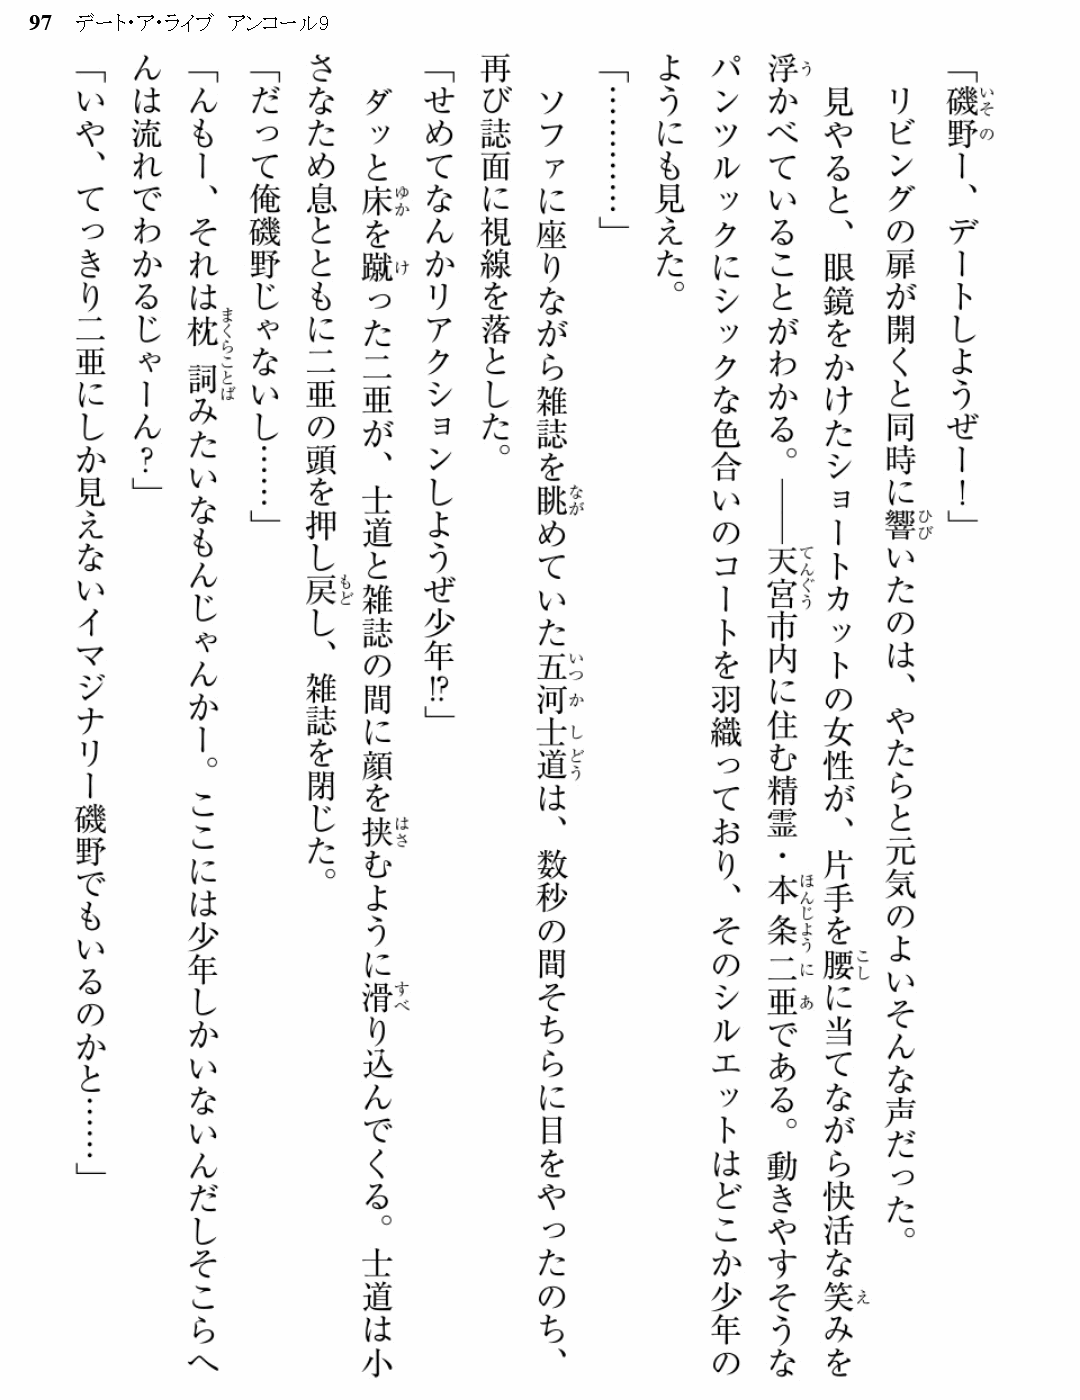 97 デート・ア・ライブ アンコール9
「磯野ー、デートしようぜー！」
　リビングの扉が開くと同時に響いたのは、やたらと元気のよいそんな声だった。
　見やると、眼鏡をかけたショートカットの女性が、片手を腰に当てながら快活な笑みを
浮かべていることがわかる。――天宮市内に住む精霊・本条二亜である。動きやすそうな
パンツルックにシックな色合いのコートを羽織っており、そのシルエットはどこか少年の
ようにも見えた。
「…………」
　ソファに座りながら雑誌を眺めていた五河士道は、数秒の間そちらに目をやったのち、
再び誌面に視線を落とした。
「せめてなんかリアクションしようぜ少年!?」
　ダッと床を蹴った二亜が、士道と雑誌の間に顔を挟むように滑り込んでくる。士道は小
さなため息とともに二亜の頭を押し戻し、雑誌を閉じた。
「だって俺磯野じゃないし……」
「んもー、それは枕詞みたいなもんじゃんかー。ここには少年しかいないんだしそこらへ
んは流れでわかるじゃーん？」
「いや、てっきり二亜にしか見えないイマジナリー磯野でもいるのかと……」